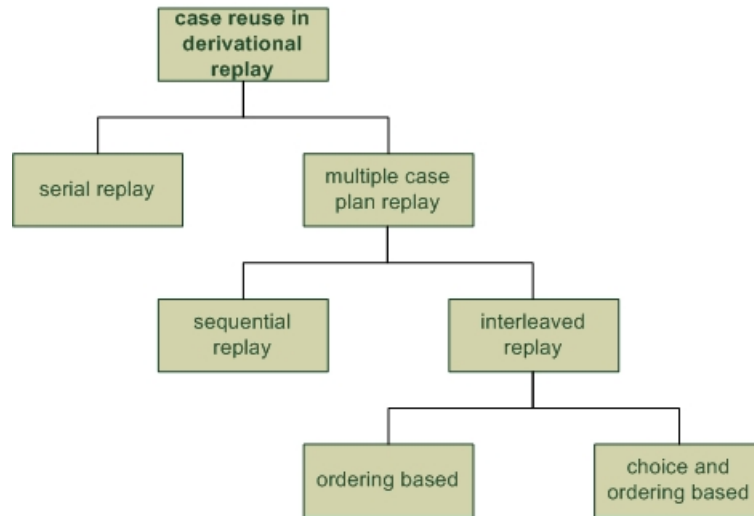 case reuse in
derivational
replay
serial replay
multiple case
plan replay
sequential
replay
interleaved
replay
ordering based
choice and
ordering based